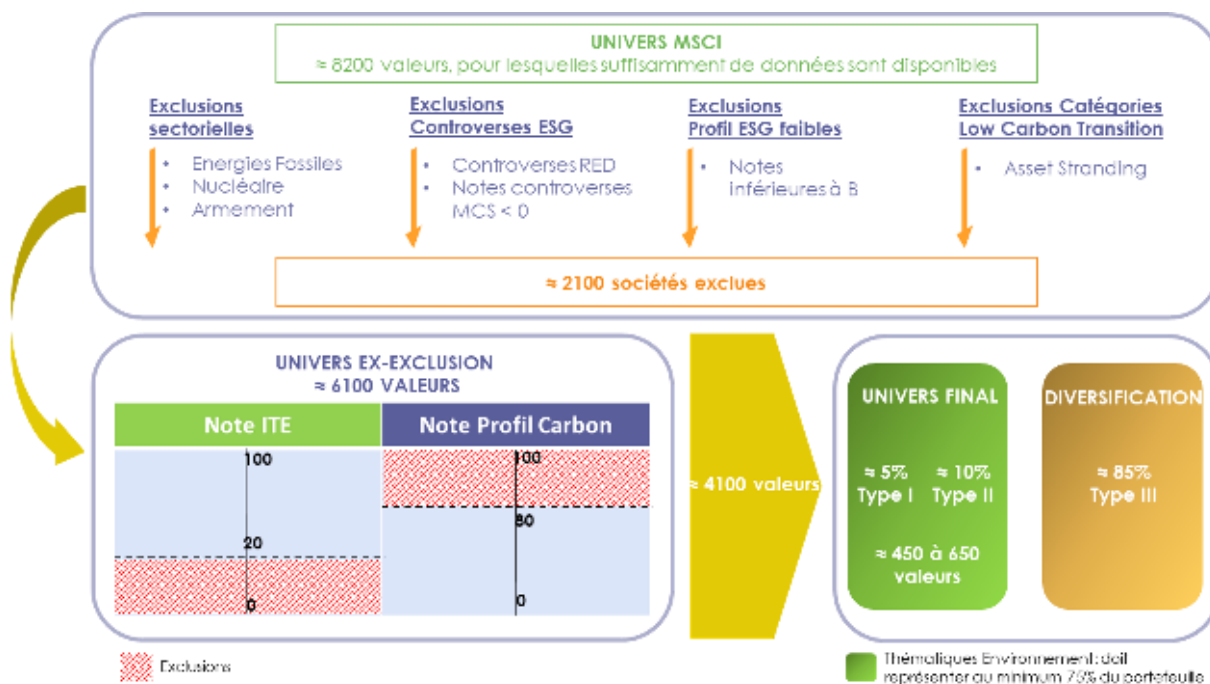 UNIVERS MSCI
≈ 8200 valeurs, pour lesquelles suffisamment de données sont disponibles
Exclusions
sectorielles
• Energies Fossiles
• Nucléaire
• Armement
Exclusions
Controverses ESG
• Controverses RED
• Notes controverses
MCS < 0
Exclusions
Profil ESG faibles
• Notes
inférieures à B
Exclusions Catégories
Low Carbon Transition
• Asset Stranding
≈ 2100 sociétés exclues
UNIVERS EX-EXCLUSION
≈ 6100 VALEURS
Note ITE
Note Profil Carbon
100
20
0
100
80
0
Exclusions
≈ 4100 valeurs
UNIVERS FINAL
≈ 5%
Type I
≈ 10%
Type II
≈ 450 à 650
valeurs
DIVERSIFICATION
≈ 85%
Type III
Thématiques Environnement : doit
représenter au minimum 75% du portefeuille